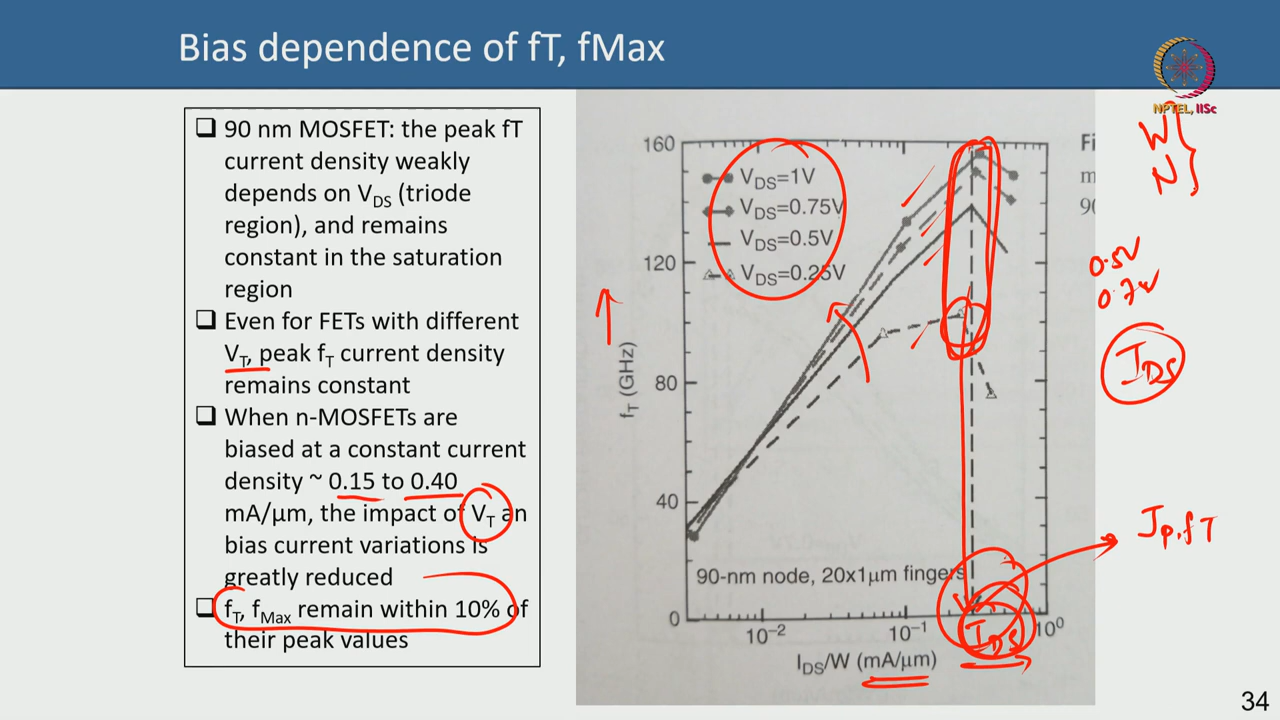 Bias dependence of fT, fMax
NPTEL, IISc
❑ 90 nm MOSFET: the peak fT
current density weakly
depends on VDS (triode
region), and remains
constant in the saturation
region
❑ Even for FETs with different
VT, peak fT current density
remains constant
❑ When n-MOSFETs are
biased at a constant current
density ~ 0.15 to 0.40
mA/µm, the impact of VT an
bias current variations is
greatly reduced
❑ fT, fMax remain within 10% of
their peak values
160
120
80
40
0
fT (GHz)
VDS=1V
VDS=0.75V
VDS=0.5V
VDS=0.25V
90-nm node, 20x1µm fingers
10⁻²
10⁻¹
10⁰
IDS/W (mA/µm)
Fi
m
90
W
N
0.5V
0.7V
IDS
Jp,fT
IDS
34